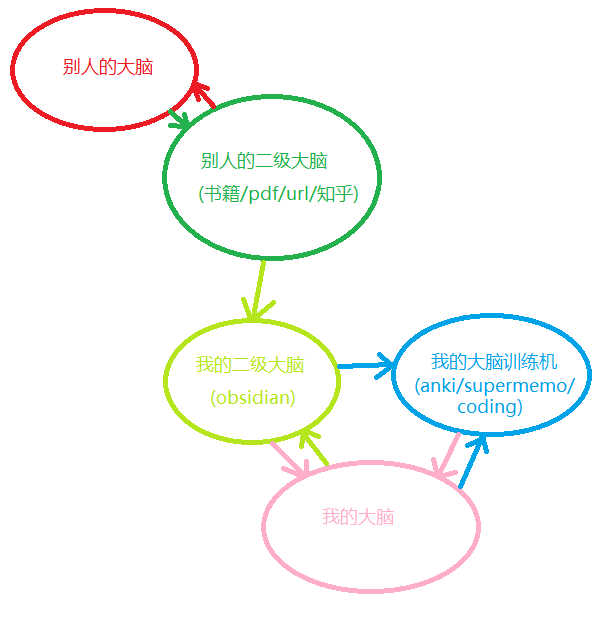 别人的大脑
别人的二级大脑
(书籍/pdf/url/知乎)
我的二级大脑
(obsidian)
我的大脑训练机
(anki/supermemo/
coding)
我的大脑